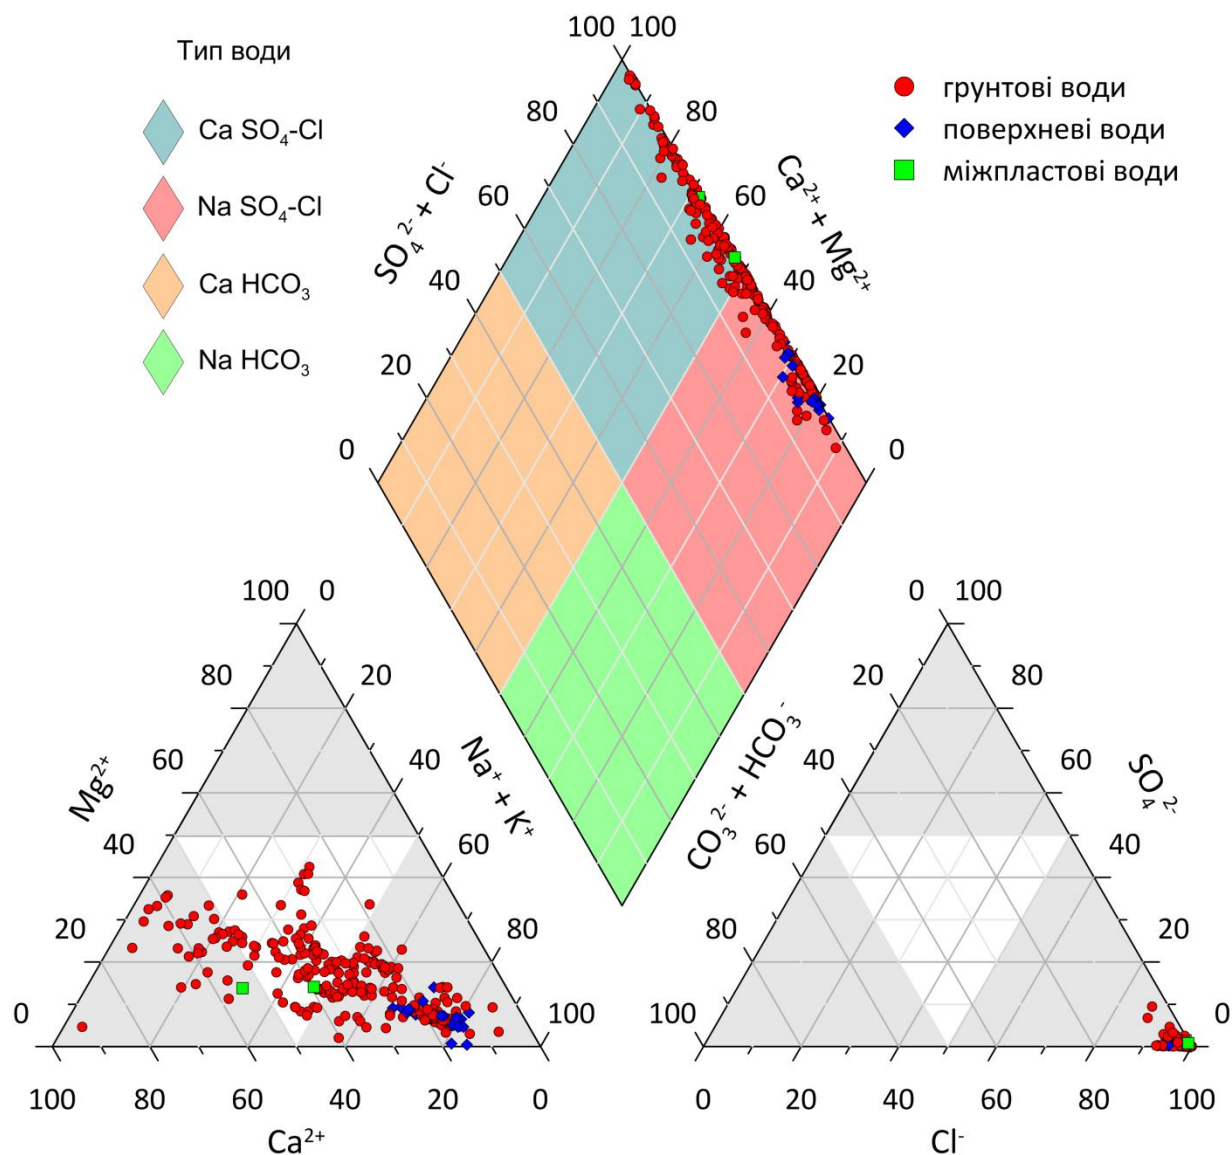 Тип води
Ca SO₄-Cl
Na SO₄-Cl
Ca HCO₃
Na HCO₃
грунтові води
поверхневі води
міжпластові води
100 100
80 80
60 60
40 40
20 20
0 0
SO₄²⁻ + Cl⁻
Ca²⁺ + Mg²⁺
100 0
80 20
60 40
40 60
20 80
0 100
Mg²⁺
Na⁺ + K⁺
100 80 60 40 20 0
Ca²⁺
0 100
20 80
40 60
60 40
80 20
100 0
CO₃²⁻ + HCO₃⁻
SO₄²⁻
0 20 40 60 80 100
Cl⁻